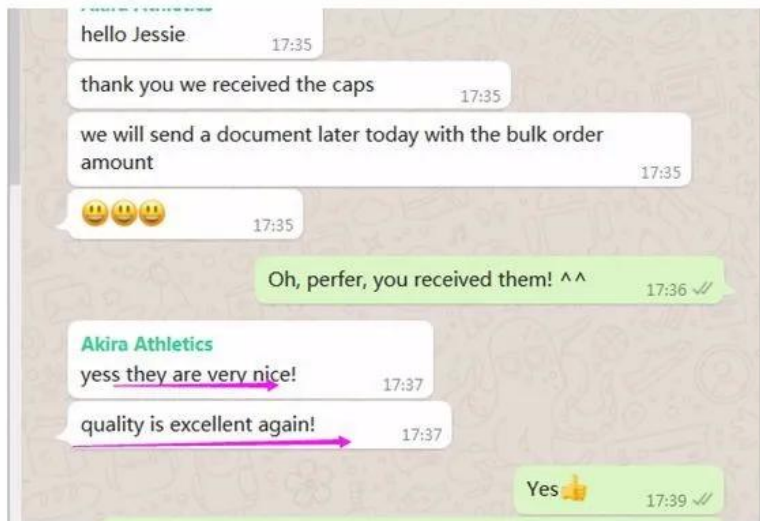 hello Jessie
17:35
thank you we received the caps
17:35
we will send a document later today with the bulk order
amount
17:35
17:35
Oh, perfer, you received them! ^^
17:36
Akira Athletics
yess they are very nice!
17:37
quality is excellent again!
17:37
Yes
17:39